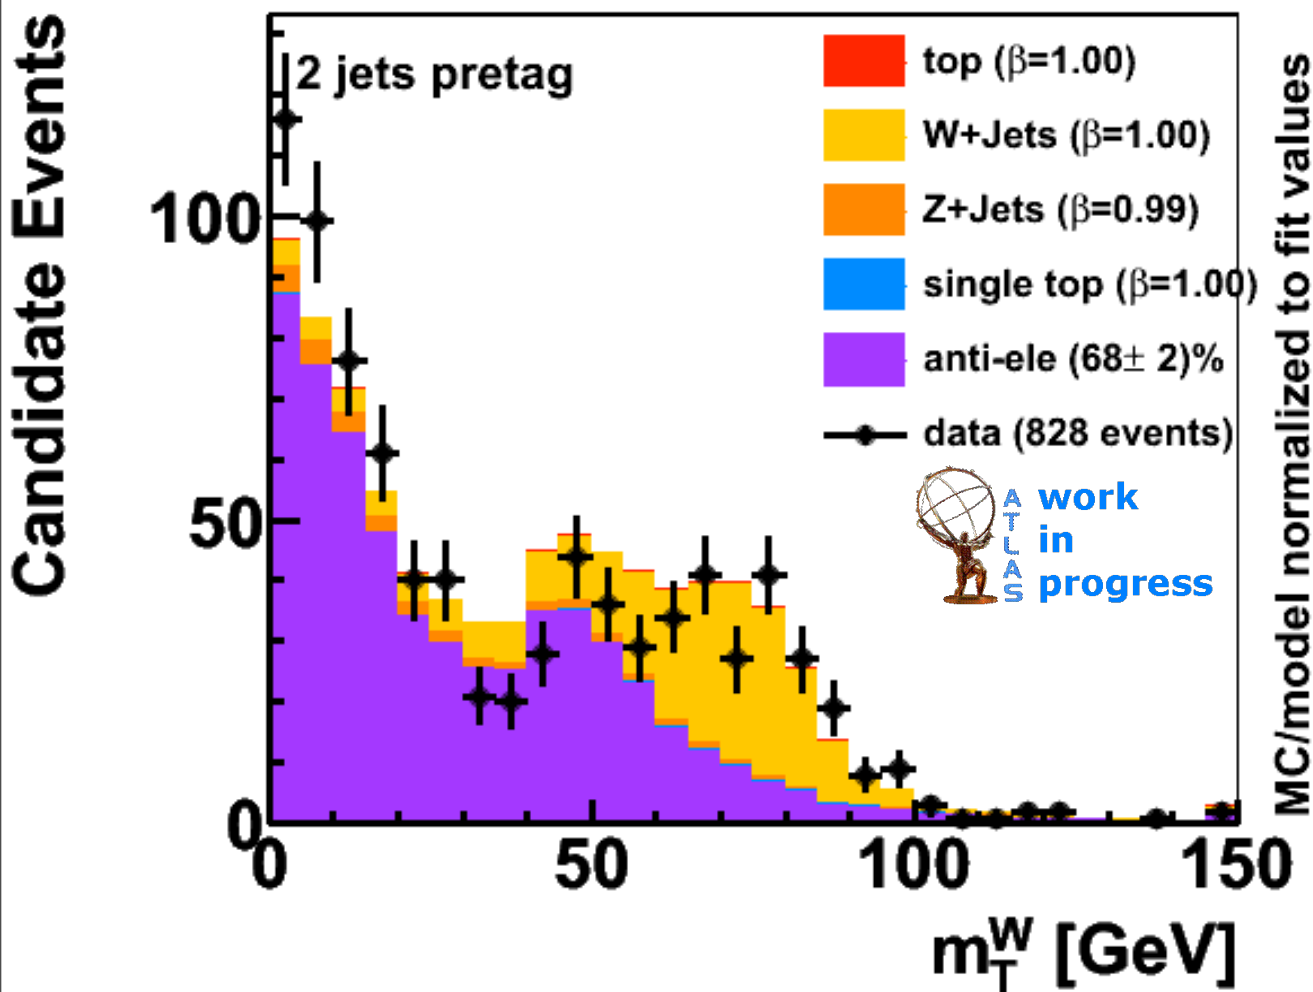 Candidate Events
2 jets pretag
top (β=1.00)
W+Jets (β=1.00)
Z+Jets (β=0.99)
single top (β=1.00)
anti-ele (68± 2)%
data (828 events)
ATLAS
work
in
progress
MC/model normalized to fit values
100
50
0
0 50 100 150
m_T^W [GeV]